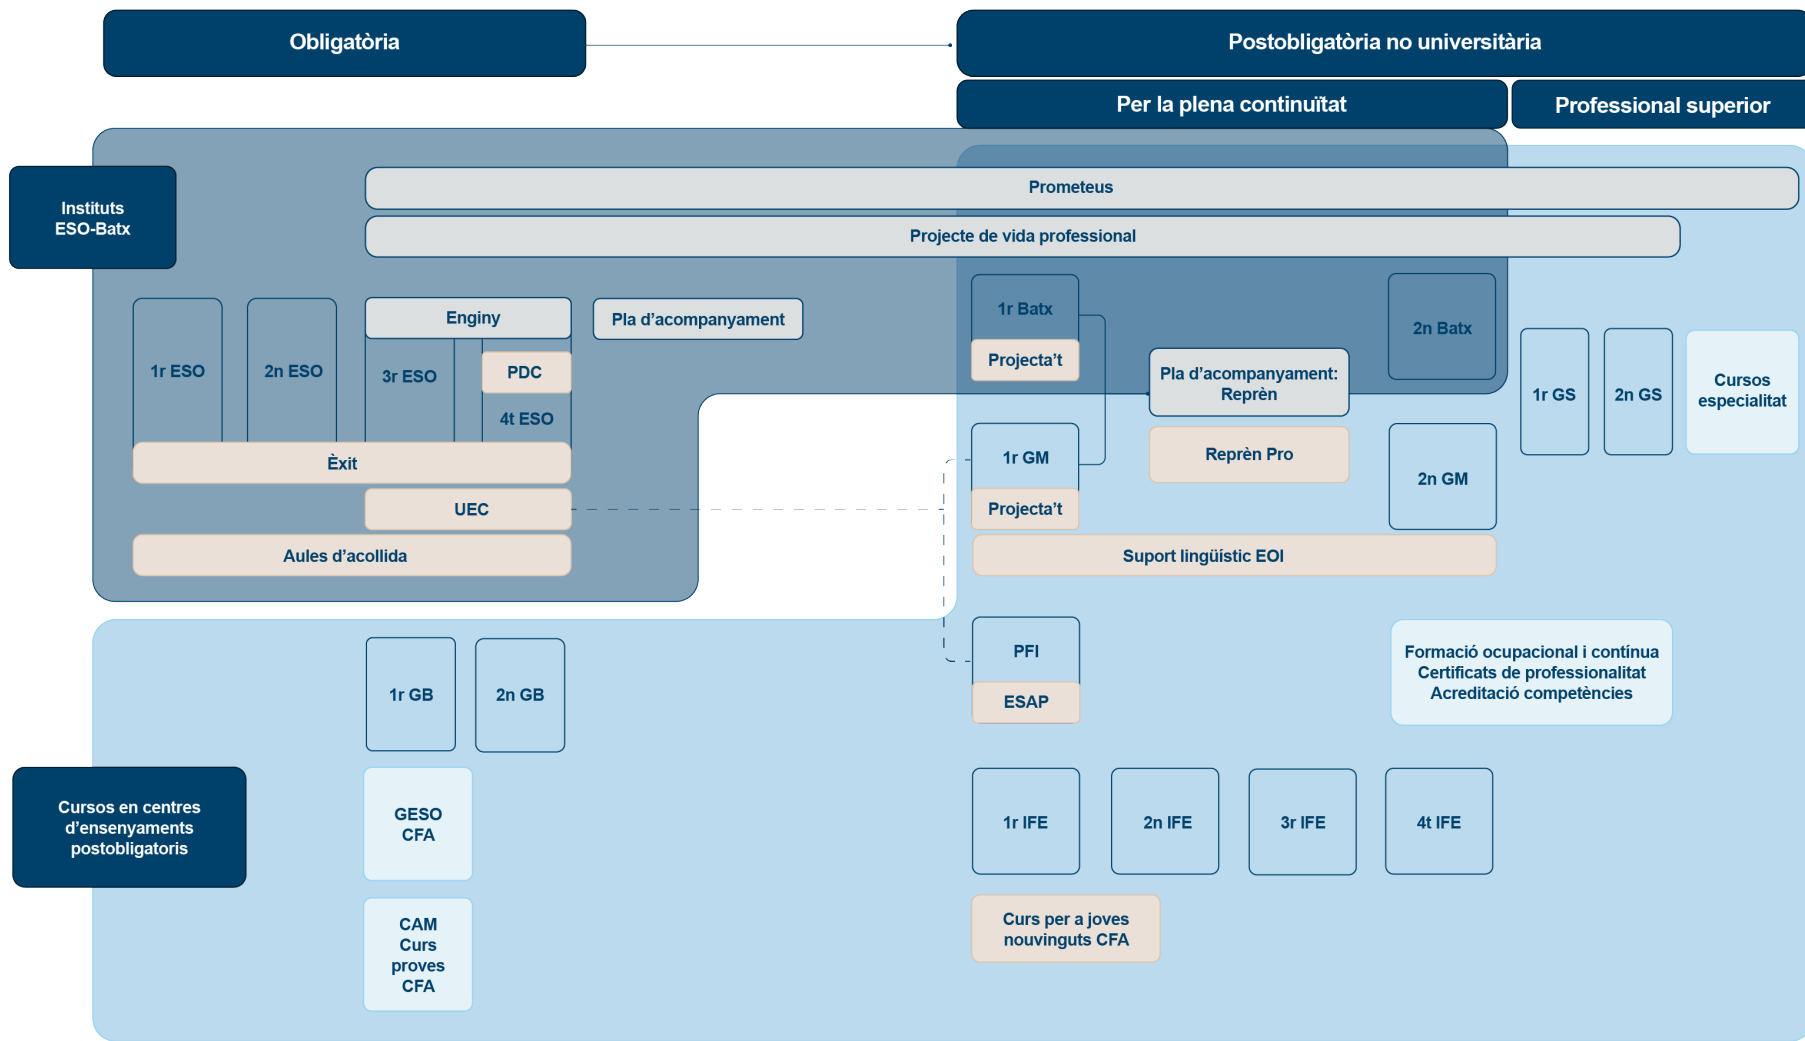 Obligatòria
Postobligatòria no universitària
Per la plena continuïtat
Professional superior
Instituts
ESO-Batx
Prometeus
Projecte de vida professional
1r ESO
2n ESO
Enginy
3r ESO
PDC
4t ESO
Pla d’acompanyament
Èxit
UEC
Aules d’acollida
1r Batx
Projecta’t
Pla d’acompanyament:
Reprèn
2n Batx
1r GM
Projecta’t
Reprèn Pro
2n GM
Suport lingüístic EOI
1r GS
2n GS
Cursos
especialitat
Cursos en centres
d’ensenyaments
postobligatoris
1r GB
2n GB
GESO
CFA
CAM
Curs
proves
CFA
PFI
ESAP
Formació ocupacional i contínua
Certificats de professionalitat
Acreditació competències
1r IFE
2n IFE
3r IFE
4t IFE
Curs per a joves
nouvinguts CFA